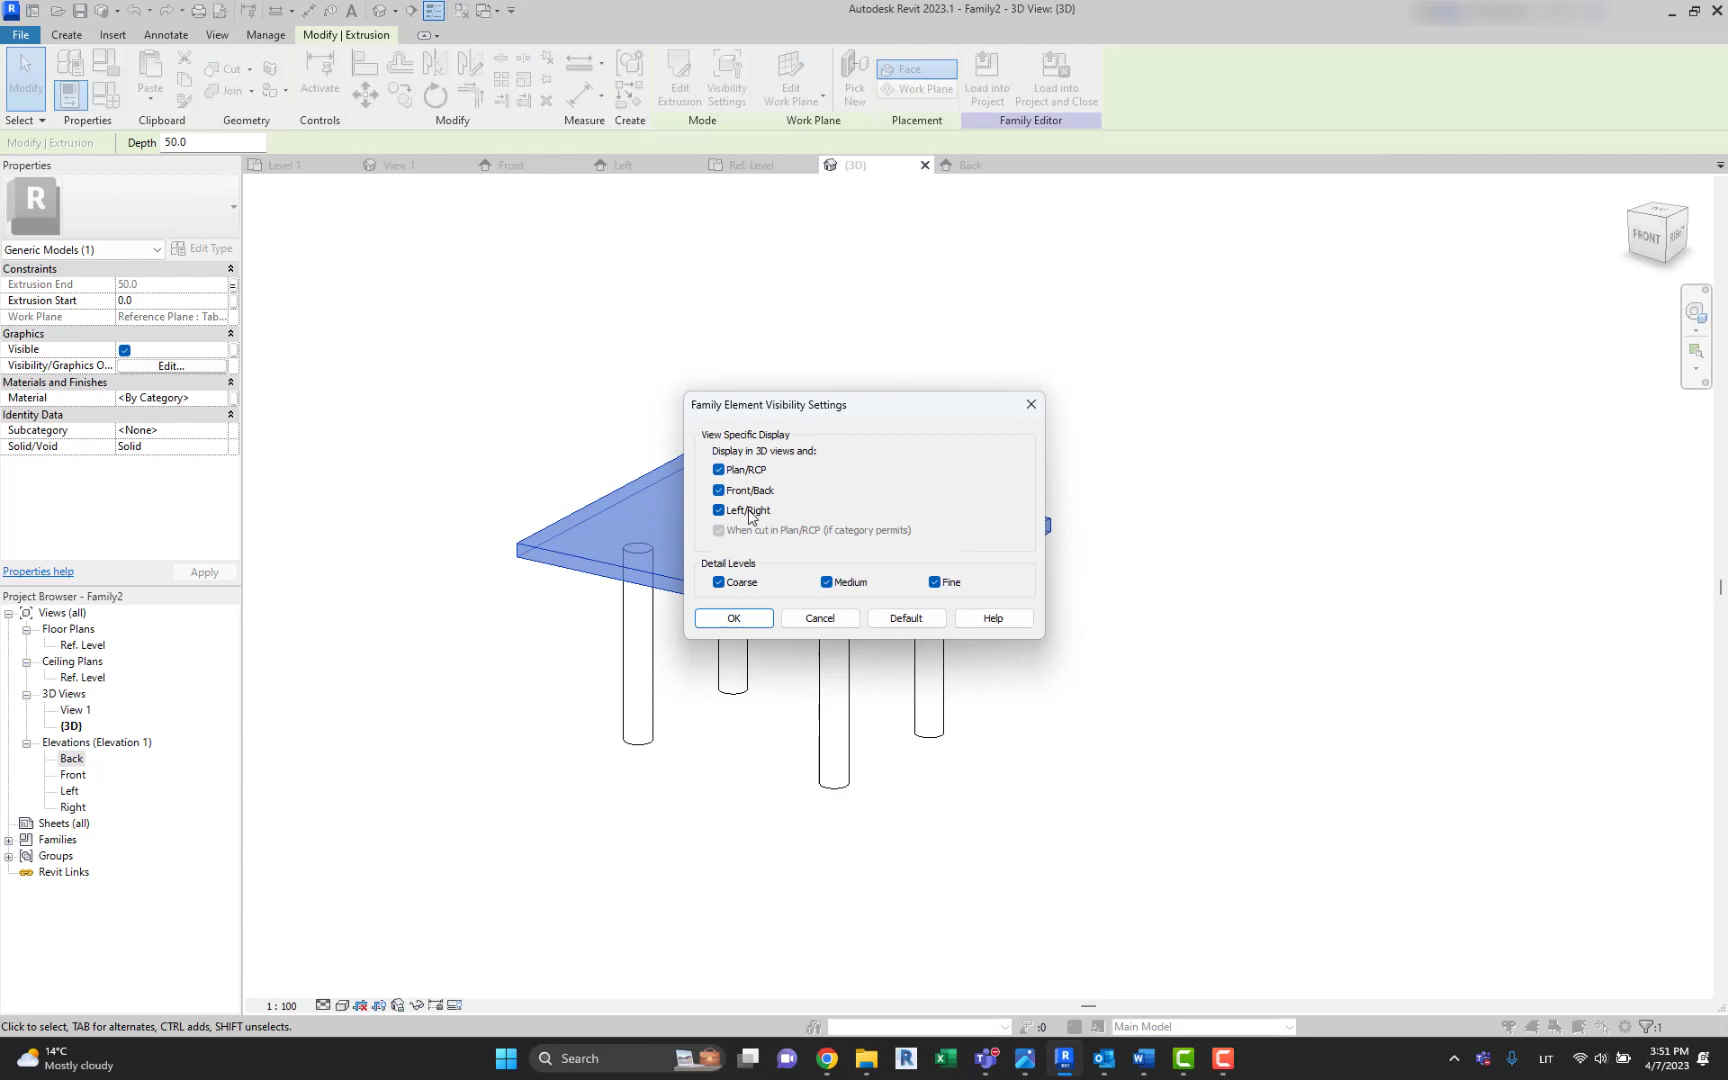 Autodesk Revit 2023.1 - Family2 - 3D View: {3D}
File Create Insert Annotate View Manage Modify | Extrusion
Modify Paste Cut Join Activate Edit Extrusion Visibility Settings Edit Work Plane Pick New Face Work Plane Load into Project Load into Project and Close
Select Properties Clipboard Geometry Controls Modify Measure Create Mode Work Plane Placement Family Editor
Modify | Extrusion Depth 50.0
Properties
Level 1 View 1 Front Left Ref. Level {3D} Back
R
Generic Models (1) Edit Type
Constraints
Extrusion End 50.0
Extrusion Start 0.0
Work Plane Reference Plane : Tab...
Graphics
Visible
Visibility/Graphics O... Edit...
Materials and Finishes
Material <By Category>
Identity Data
Subcategory <None>
Solid/Void Solid
Properties help Apply
Project Browser - Family2
Views (all)
Floor Plans
Ref. Level
Ceiling Plans
Ref. Level
3D Views
View 1
{3D}
Elevations (Elevation 1)
Back
Front
Left
Right
Sheets (all)
Families
Groups
Revit Links
FRONT RIGHT
Family Element Visibility Settings
View Specific Display
Display in 3D views and:
Plan/RCP
Front/Back
Left/Right
When cut in Plan/RCP (if category permits)
Detail Levels
Coarse Medium Fine
OK Cancel Default Help
1 : 100
Click to select, TAB for alternates, CTRL adds, SHIFT unselects. :0 Main Model :1
14°C
Mostly cloudy
Search
LIT
3:51 PM
4/7/2023